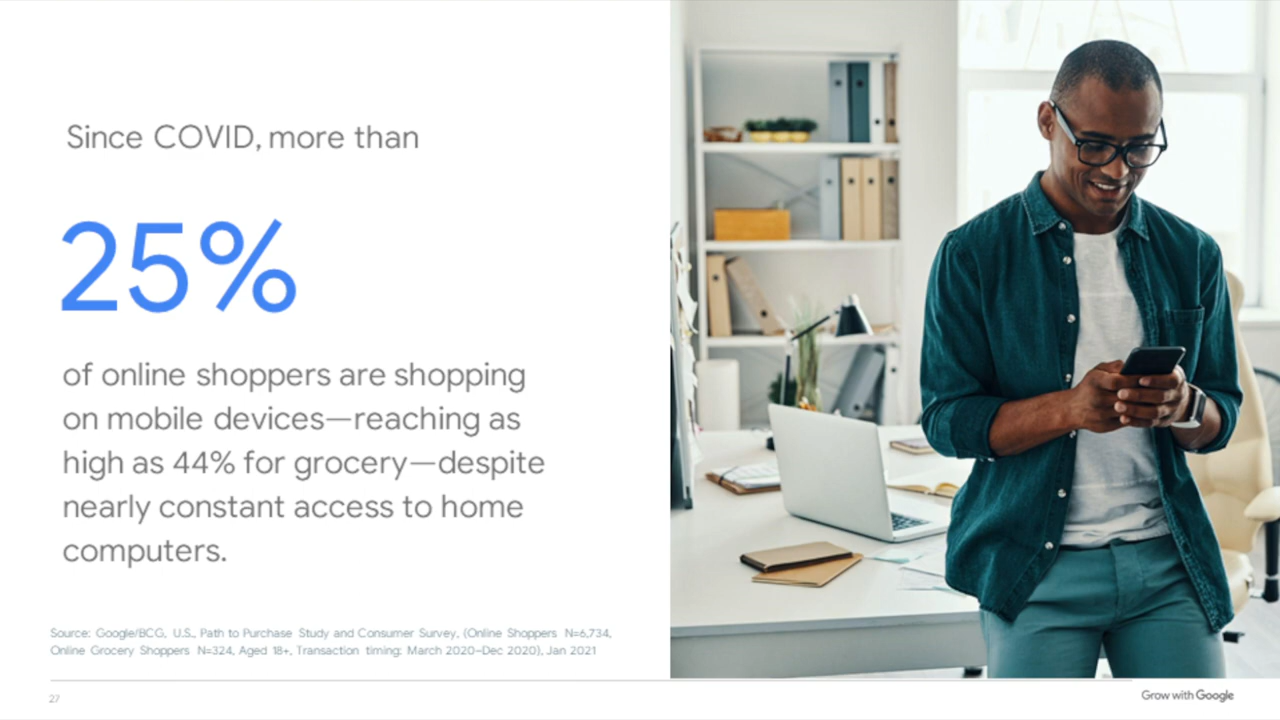 Since COVID, more than
25%
of online shoppers are shopping
on mobile devices—reaching as
high as 44% for grocery—despite
nearly constant access to home
computers.
Source: Google/BCG, U.S., Path to Purchase Study and Consumer Survey, (Online Shoppers N=6,734,
Online Grocery Shoppers N=324, Aged 18+, Transaction timing: March 2020–Dec 2020), Jan 2021
27
Grow with Google